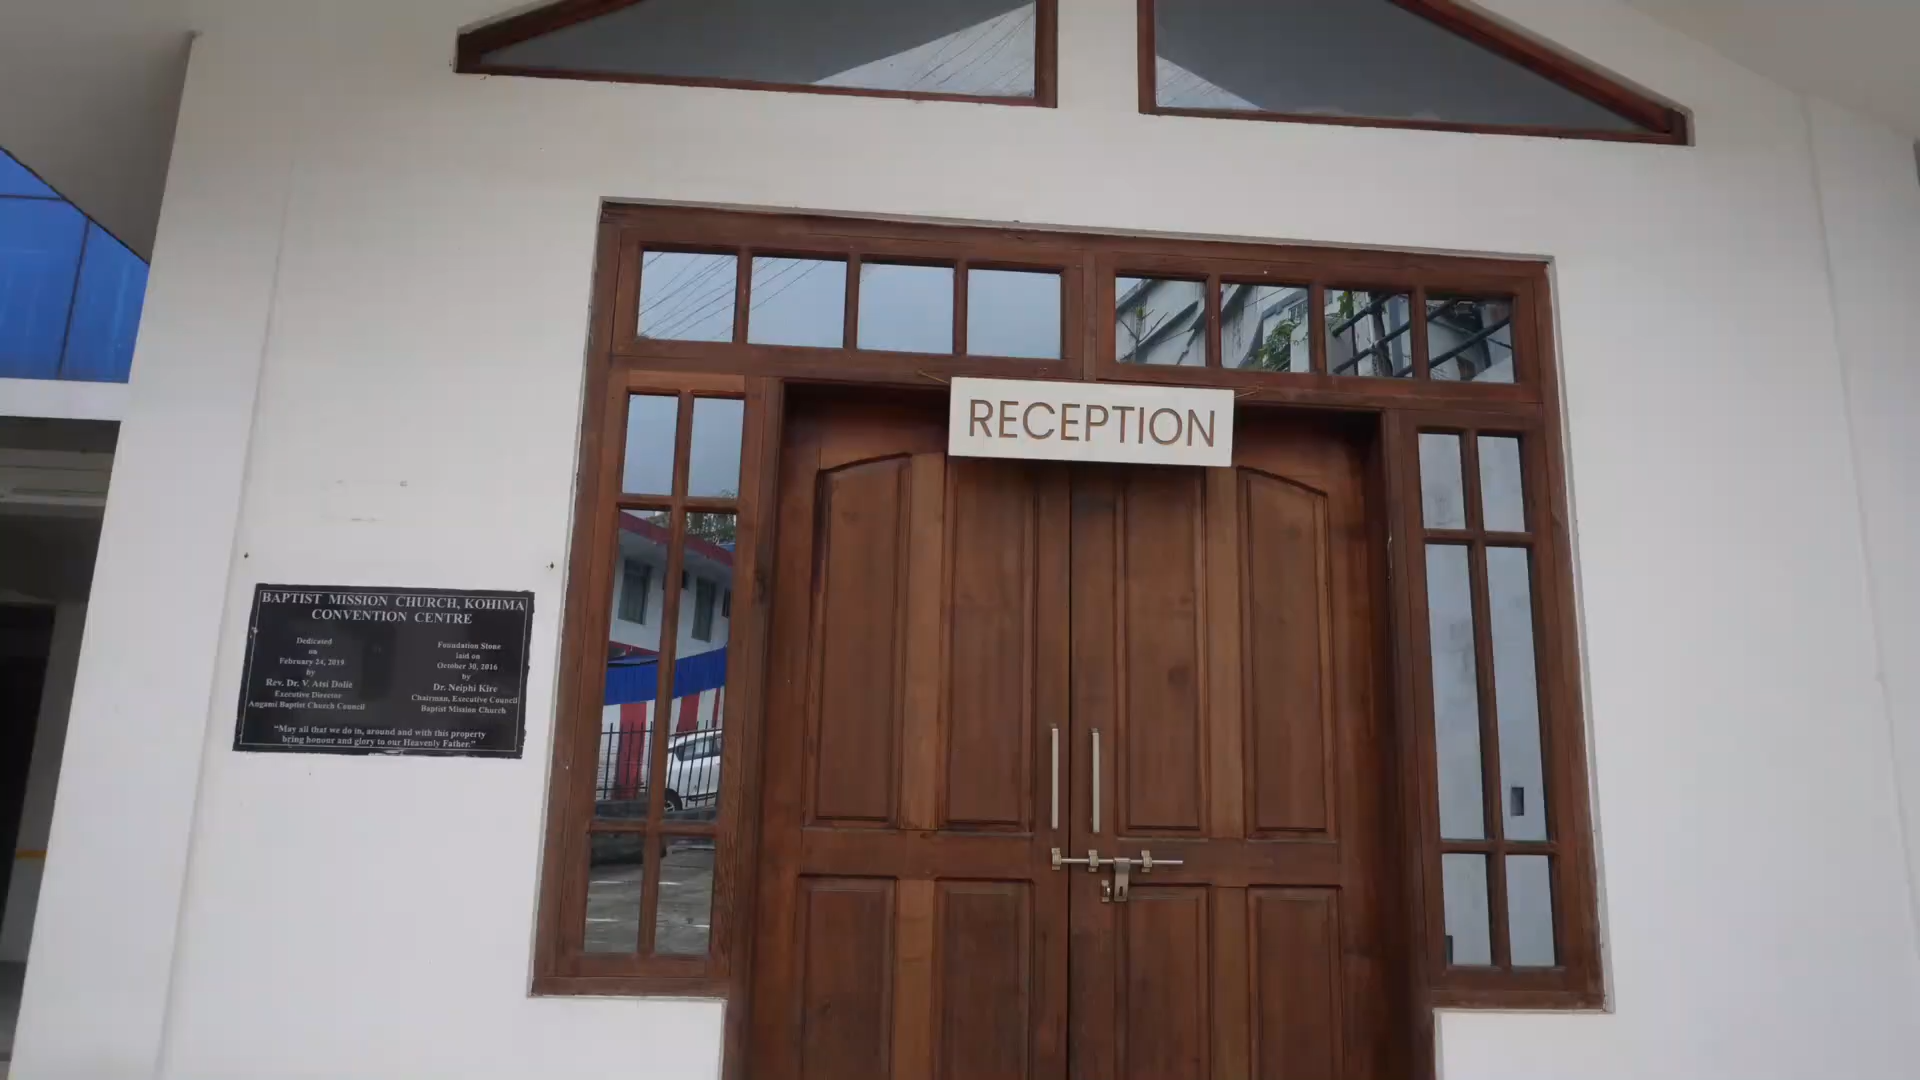 RECEPTION
BAPTIST MISSION CHURCH, KOHIMA
CONVENTION CENTRE
Dedicated
on
February 24, 2019
by
Rev. Dr. V. Atsi Dolie
Executive Director
Angami Baptist Church Council
Foundation Stone
laid on
October 30, 2016
by
Dr. Neiphi Kire
Chairman, Executive Council
Baptist Mission Church
"May all that we do in, around and with this property
bring honour and glory to our Heavenly Father."